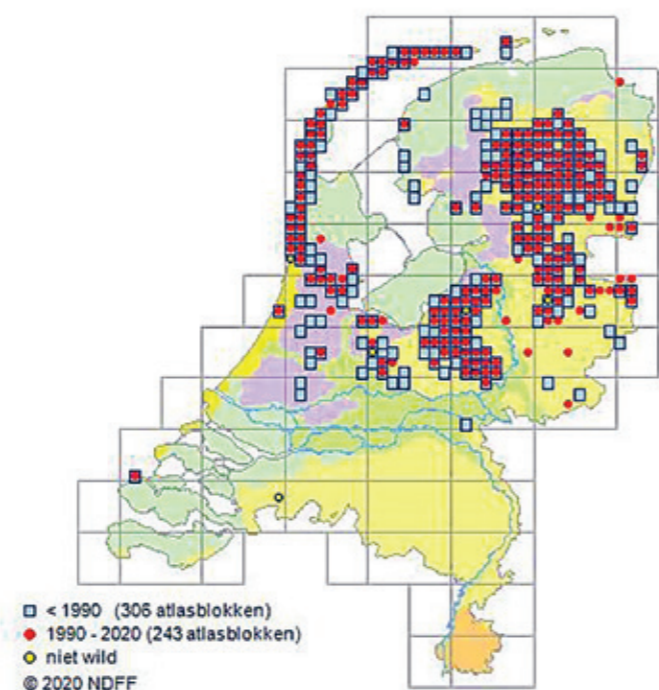 < 1990 (306 atlasblokken)
1990 - 2020 (243 atlasblokken)
niet wild
© 2020 NDFF